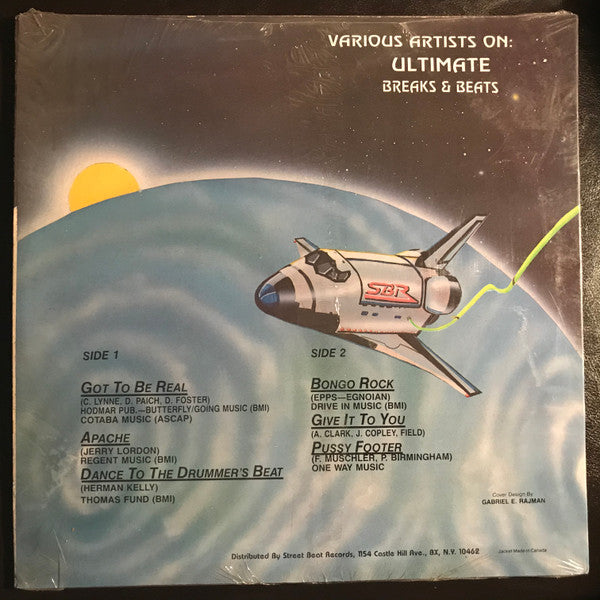 VARIOUS ARTISTS ON:
ULTIMATE
BREAKS & BEATS
SBR
SIDE 1
GOT TO BE REAL
(C. LYNNE, D. PAICH, D. FOSTER)
HODMAR PUB.—BUTTERFLY/GOING MUSIC (BMI)
COTABA MUSIC (ASCAP)
APACHE
(JERRY LORDON)
REGENT MUSIC (BMI)
DANCE TO THE DRUMMER'S BEAT
(HERMAN KELLY)
THOMAS FUND (BMI)
SIDE 2
BONGO ROCK
(EPPS—EGNOIAN)
DRIVE IN MUSIC (BMI)
GIVE IT TO YOU
(A. CLARK, J. COPLEY, FIELD)
PUSSY FOOTER
(F. MUSCHLER, P. BIRMINGHAM)
ONE WAY MUSIC
Cover Design By
GABRIEL E. RAJMAN
Distributed By Street Beat Records, 1154 Castle Hill Ave., BX, N.Y. 10462
Jacket Made in Canada